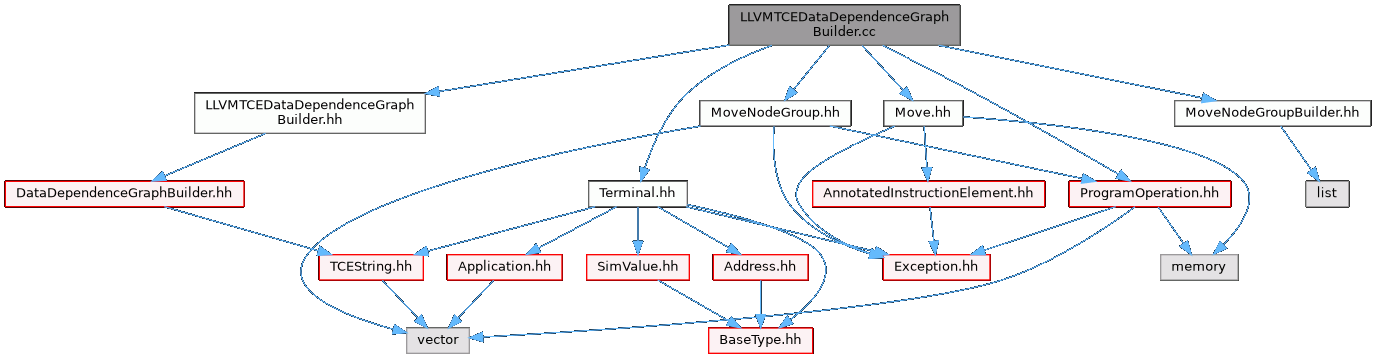 LLVMTCEDataDependenceGraph
Builder.cc
LLVMTCEDataDependenceGraph
Builder.hh
MoveNodeGroup.hh
Move.hh
MoveNodeGroupBuilder.hh
DataDependenceGraphBuilder.hh
Terminal.hh
AnnotatedInstructionElement.hh
ProgramOperation.hh
list
TCEString.hh
Application.hh
SimValue.hh
Address.hh
Exception.hh
memory
vector
BaseType.hh